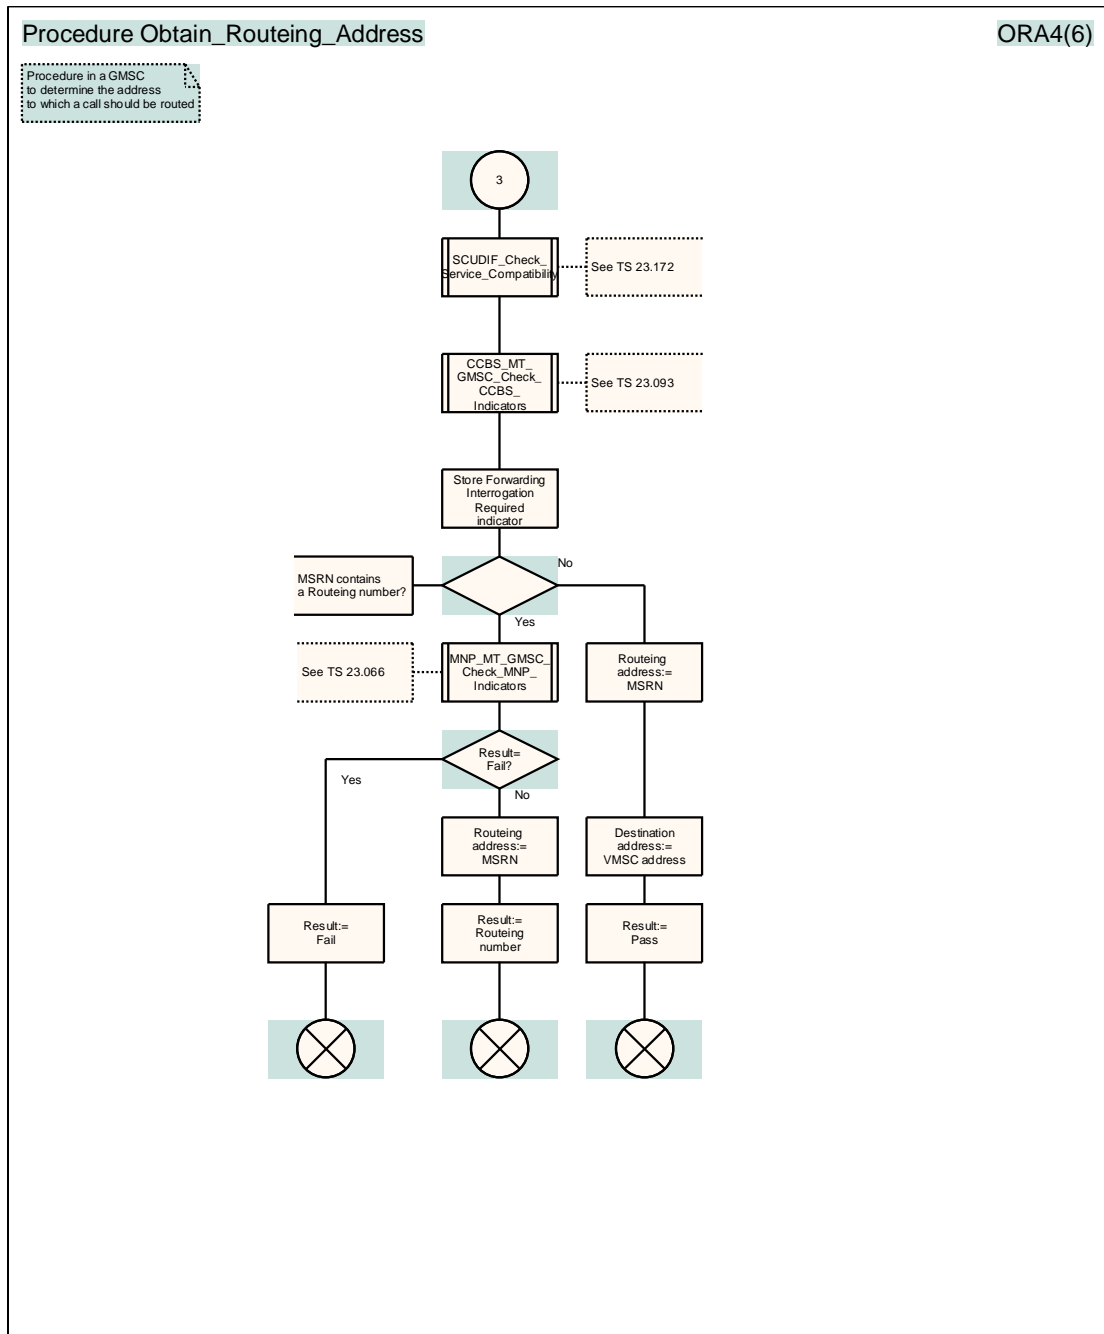 Procedure Obtain_Routeing_Address
ORA4(6)
Procedure in a GMSC
to determine the address
to which a call should be routed
3
SCUDIF_Check_
Service_Compatibility
See TS 23.172
CCBS_MT_
GMSC_Check_
CCBS_
Indicators
See TS 23.093
Store Forwarding
Interrogation
Required
indicator
No
MSRN contains
a Routeing number?
Yes
See TS 23.066
MNP_MT_GMSC_
Check_MNP_
Indicators
Routeing
address:=
MSRN
Result=
Fail?
Yes
No
Routeing
address:=
MSRN
Destination
address:=
VMSC address
Result:=
Fail
Result:=
Routeing
number
Result:=
Pass